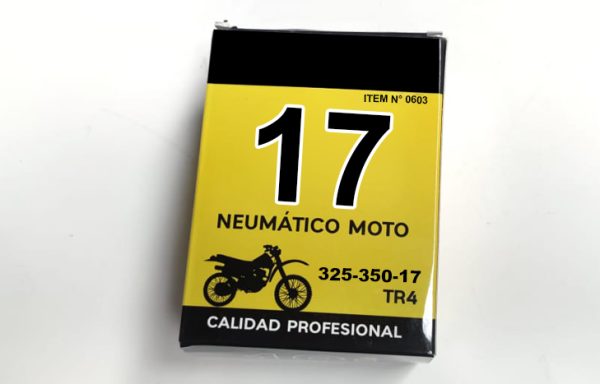 ITEM N° 0603
17
NEUMÁTICO MOTO
325-350-17
TR4
CALIDAD PROFESIONAL